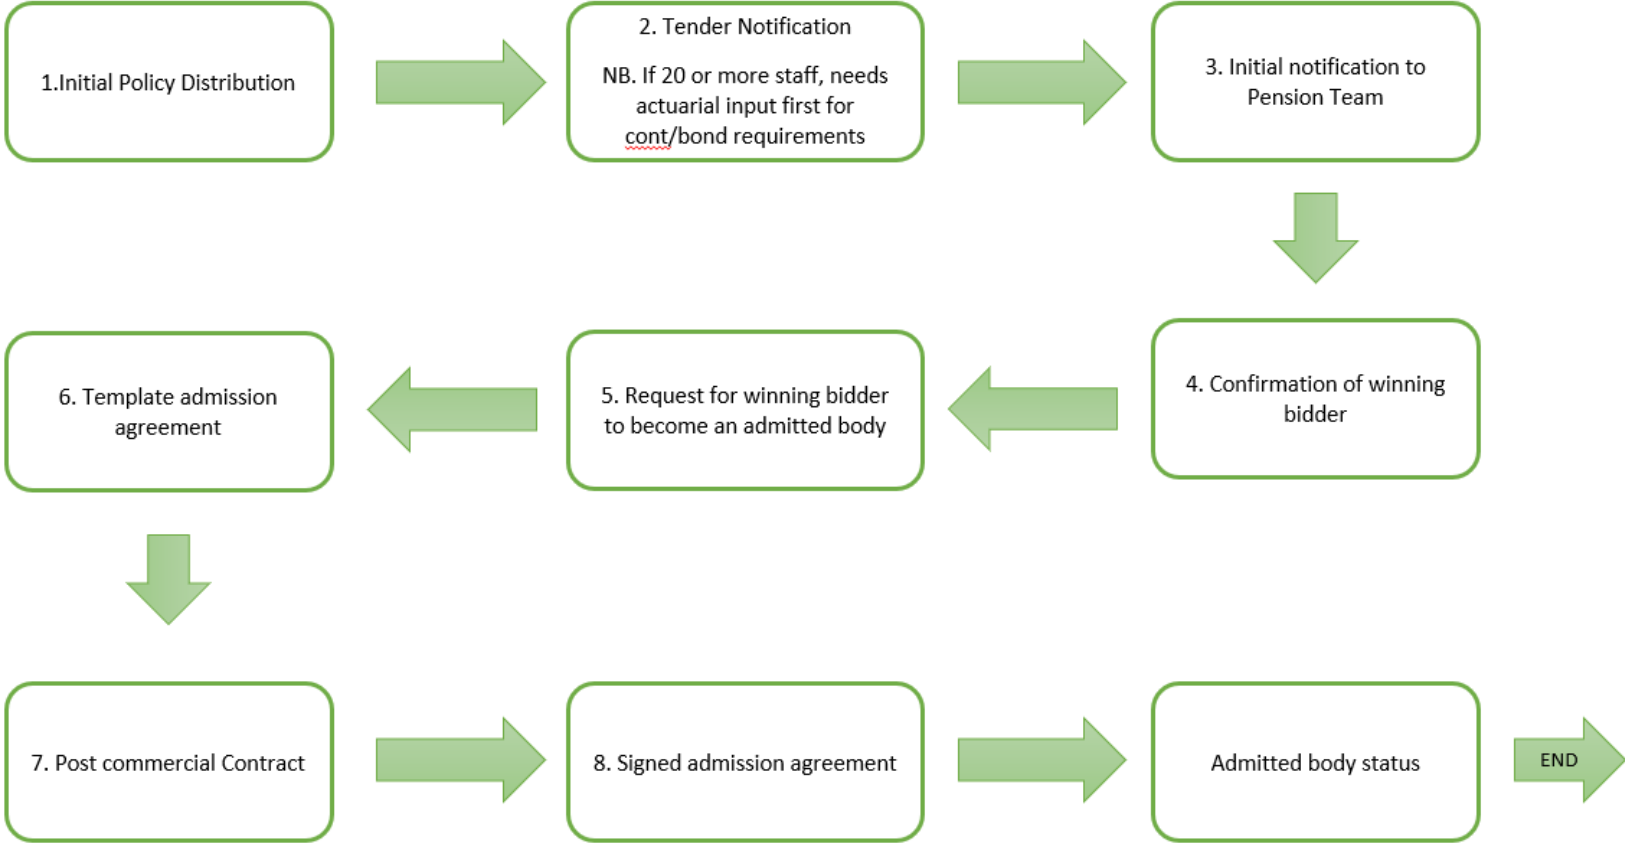 1.Initial Policy Distribution
2. Tender Notification
NB. If 20 or more staff, needs
actuarial input first for
cont/bond requirements
3. Initial notification to
Pension Team
4. Confirmation of winning
bidder
5. Request for winning bidder
to become an admitted body
6. Template admission
agreement
7. Post commercial Contract
8. Signed admission agreement
Admitted body status
END